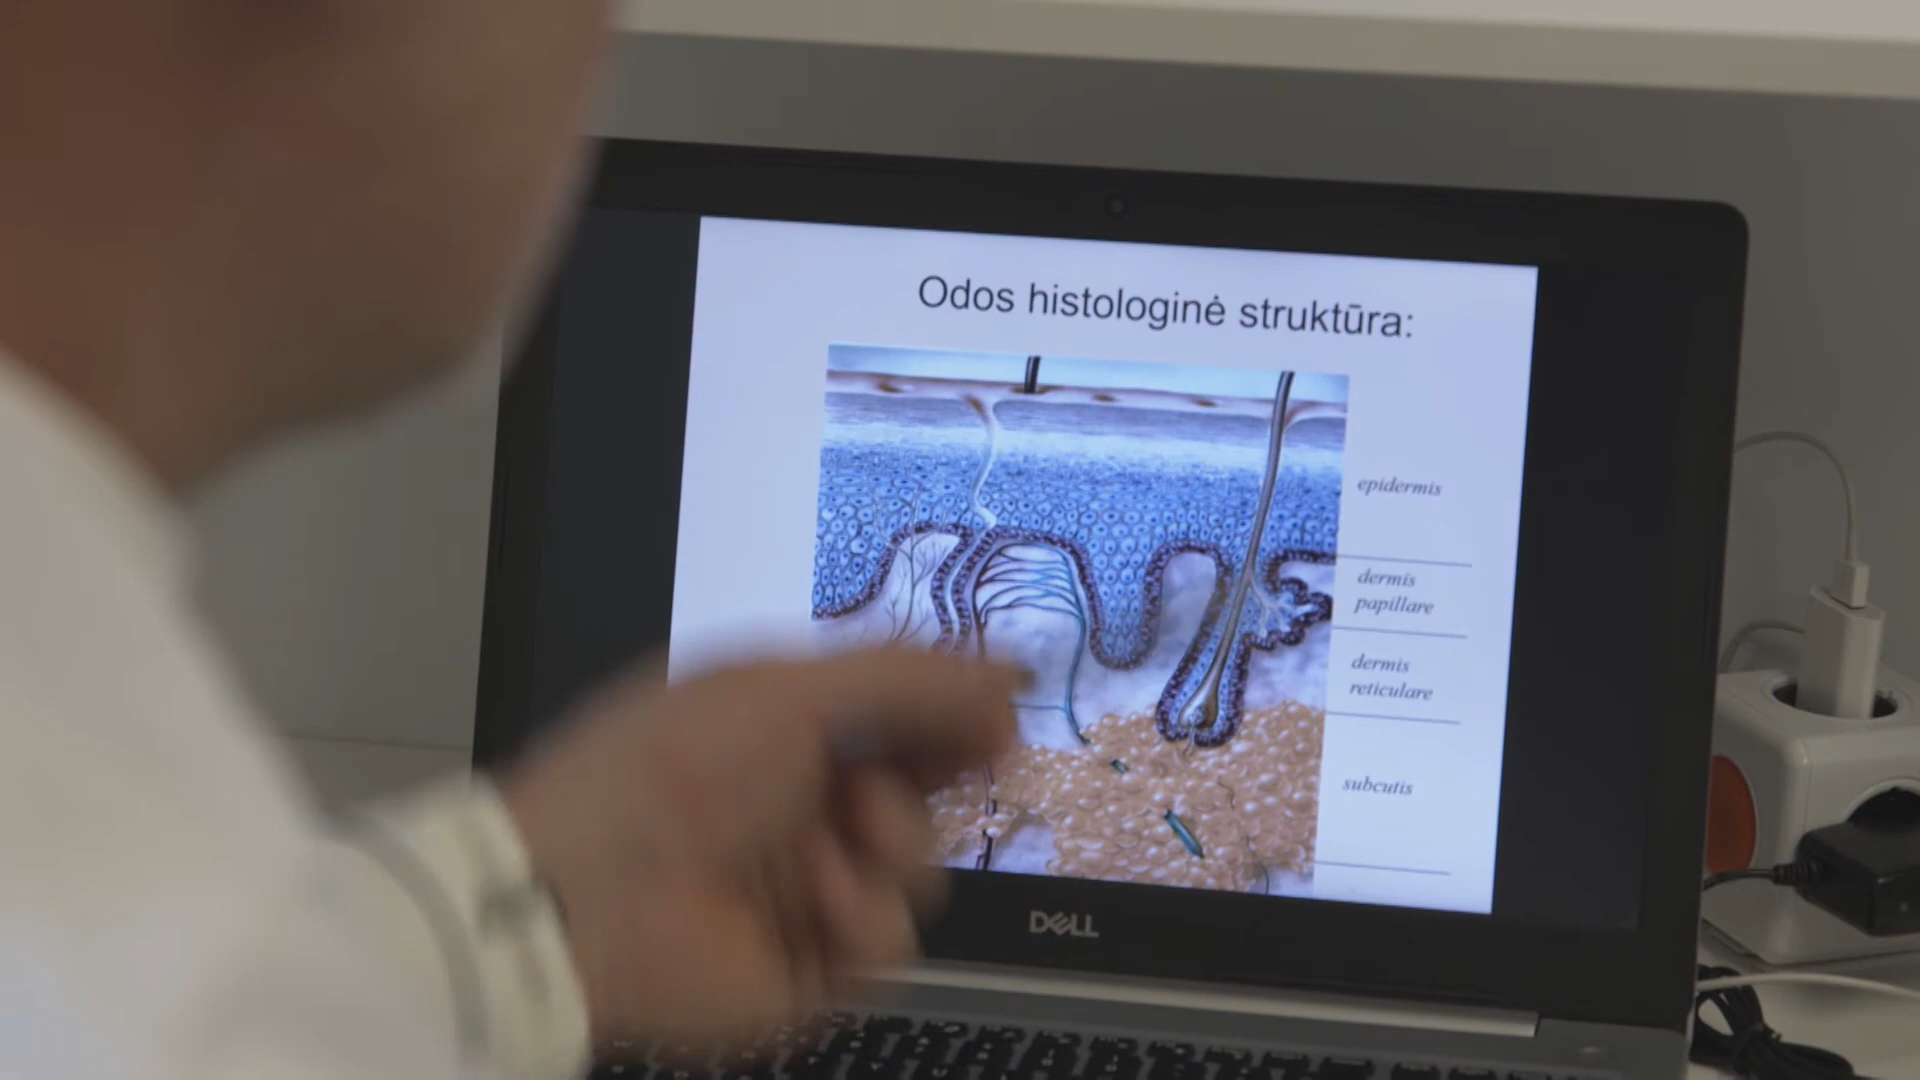 Odos histologinė struktūra:
epidermis
dermis
papillare
dermis
reticulare
subcutis
DELL